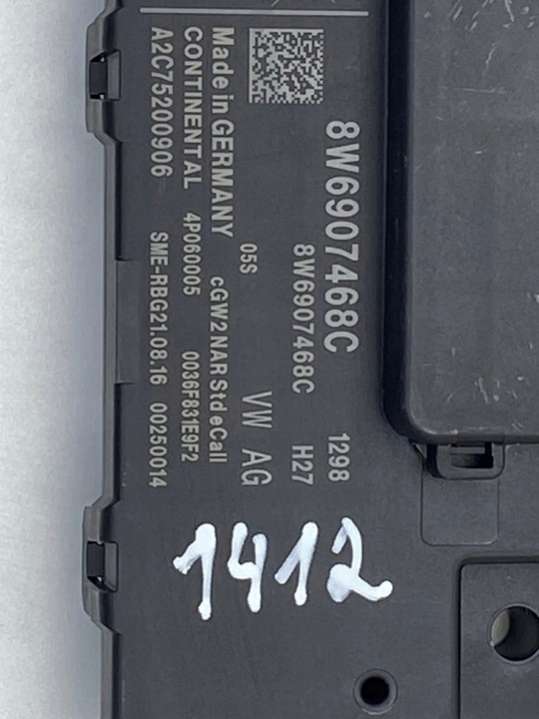 8W6907468C 1298
8W6907468C H27
05S VW AG
Made in GERMANY cGW2NAR Std eCall
CONTINENTAL 4P060005 0036F831E9F2
A2C75200906 SME-RBG21.08.16 00250014
1412